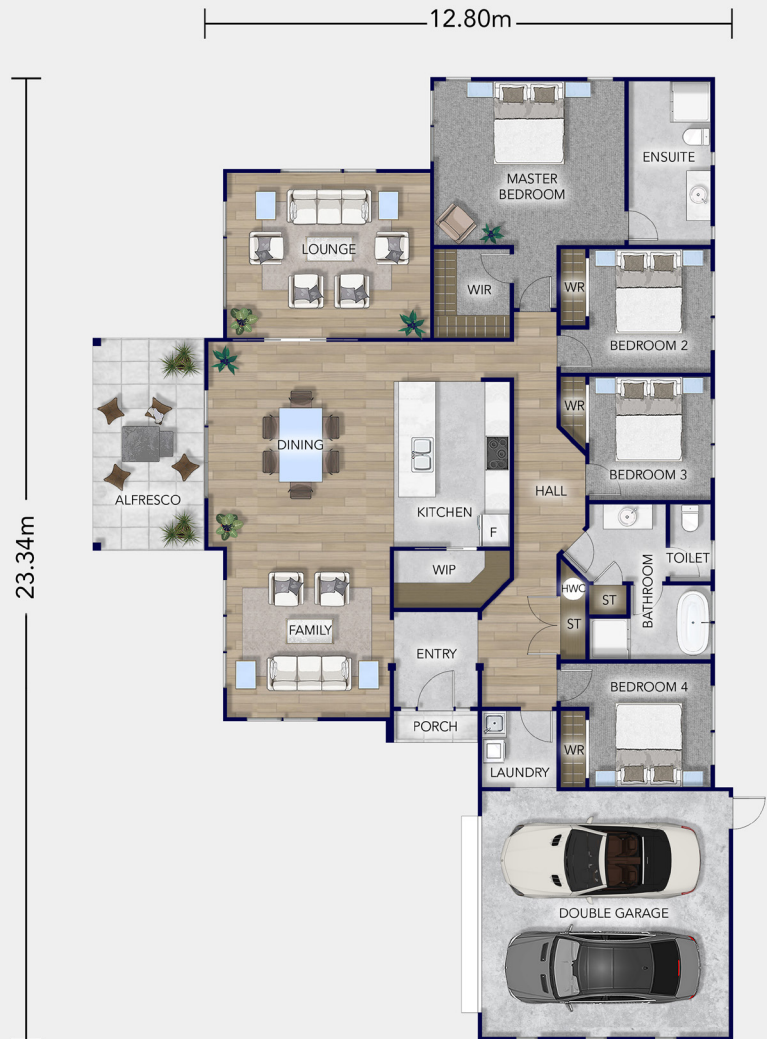 12.80m
23.34m
ENSUITE
MASTER
BEDROOM
LOUNGE
WIR
WR
BEDROOM 2
WR
DINING
BEDROOM 3
HALL
ALFRESCO
KITCHEN
F
TOILET
WIP
HWC
ST
BATHROOM
ST
FAMILY
ENTRY
BEDROOM 4
PORCH
WR
LAUNDRY
DOUBLE GARAGE